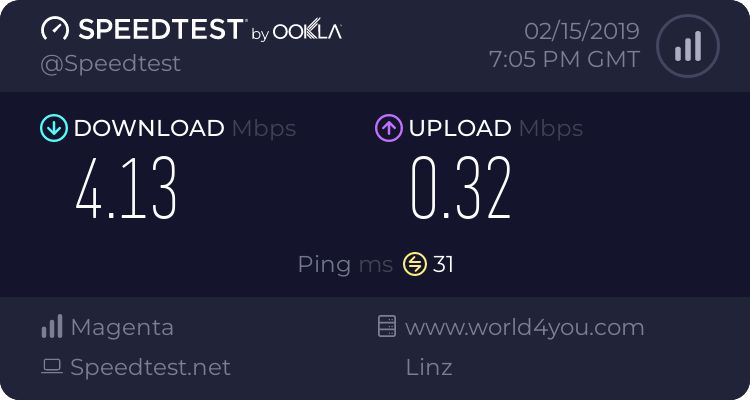 SPEEDTEST by OOKLA
@Speedtest
02/15/2019
7:05 PM GMT
DOWNLOAD Mbps
4.13
UPLOAD Mbps
0.32
Ping ms 31
Magenta
Speedtest.net
www.world4you.com
Linz